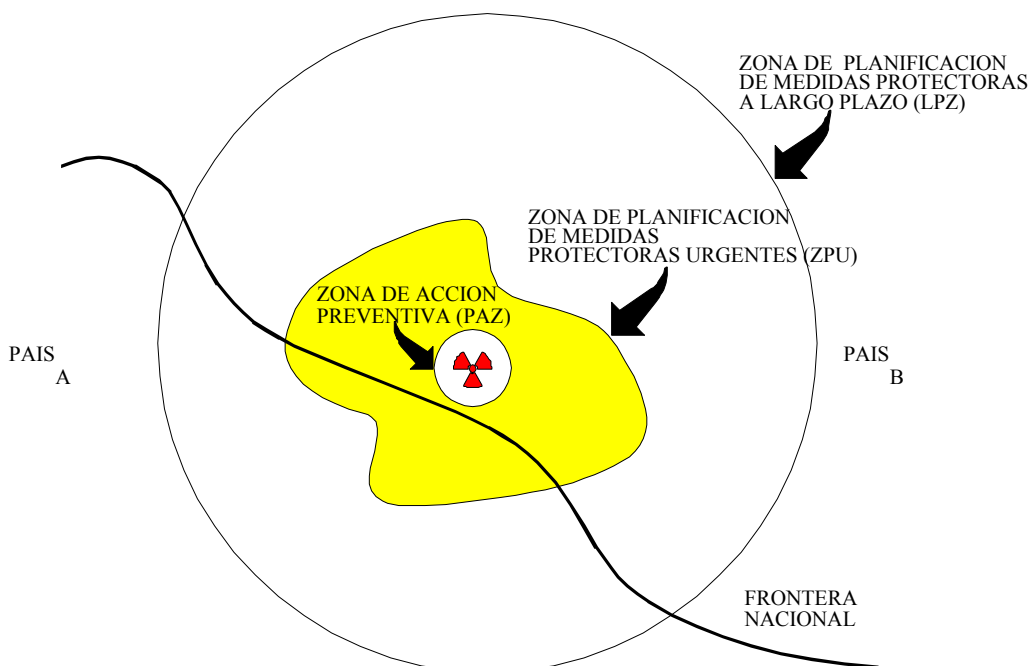 ZONA DE PLANIFICACION
DE MEDIDAS PROTECTORAS
A LARGO PLAZO (LPZ)
ZONA DE PLANIFICACION
DE MEDIDAS
PROTECTORAS URGENTES (ZPU)
ZONA DE ACCION
PREVENTIVA (PAZ)
PAIS
A
PAIS
B
FRONTERA
NACIONAL